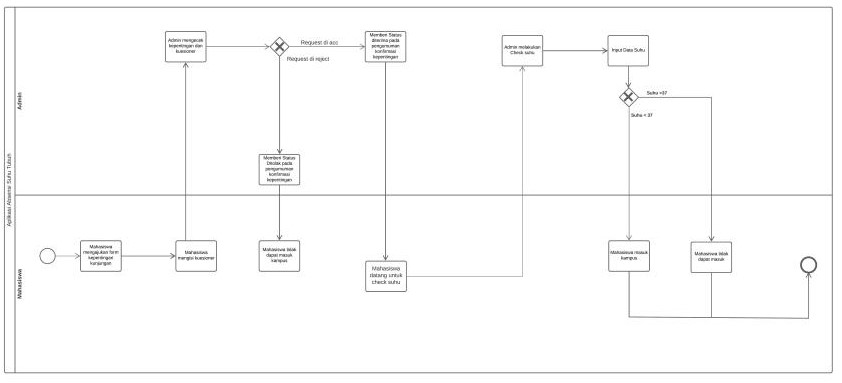 Aplikasi Absensi Suhu Tubuh
Admin
Admin mengecek
kepentingan dan
kuesioner
Request di acc
Request di reject
Memberi Status
diterima pada
pengumuman
konfirmasi
kepentingan
Memberi Status
Ditolak pada
pengumuman
konfirmasi
kepentingan
Admin melakukan
Check suhu
Input Data Suhu
Suhu >37
Suhu < 37
Mahasiswa
Mahasiswa
mengajukan form
kepentingan
kunjungan
Mahasiswa
mengisi kuesioner
Mahasiswa tidak
dapat masuk
kampus
Mahasiswa
datang untuk
check suhu
Mahasiswa masuk
kampus
Mahasiswa tidak
dapat masuk